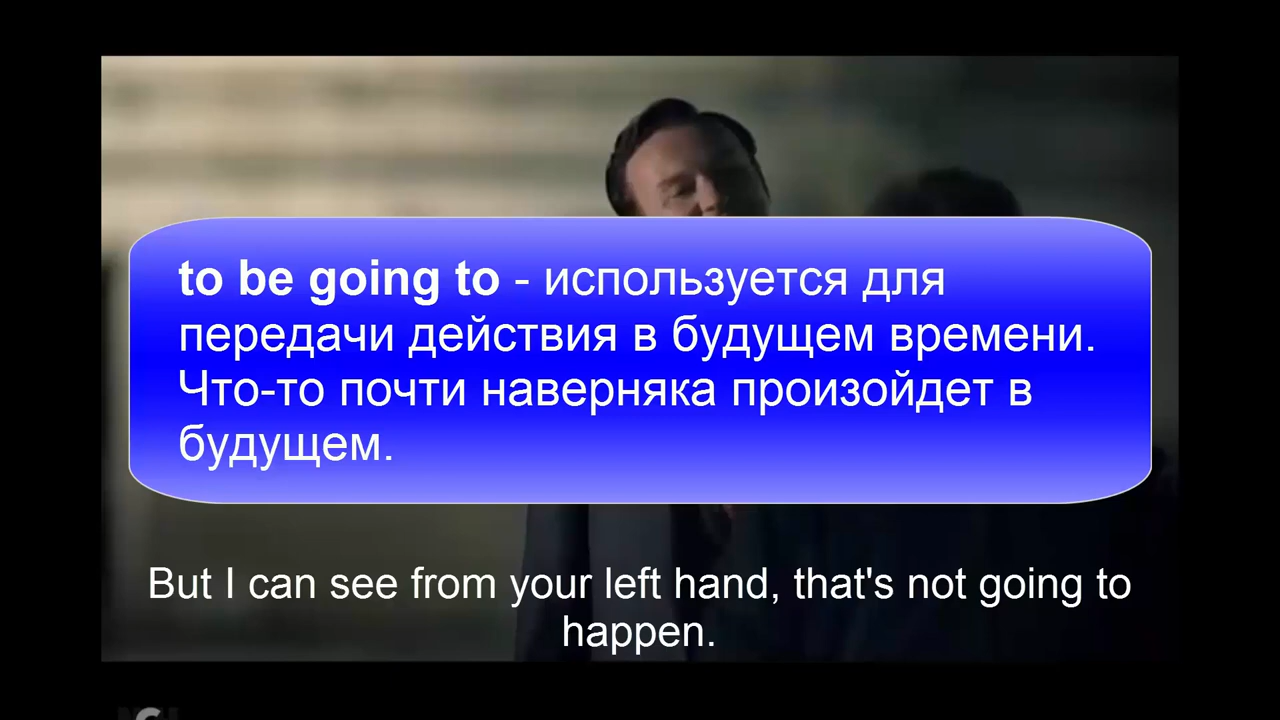 to be going to - используется для
передачи действия в будущем времени.
Что-то почти наверняка произойдет в
будущем.
But I can see from your left hand, that's not going to
happen.